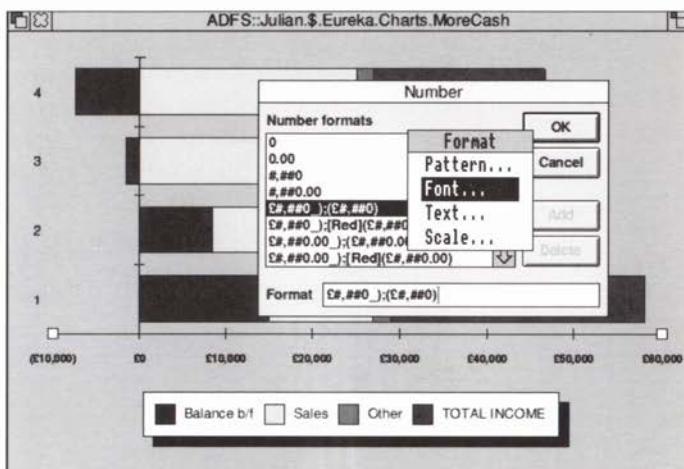 ADFS::Julian.$.Eureka.Charts.MoreCash
4
3
2
1
Number
Number formats
0
0.00
#,##0
#,##0.00
£#,##0_);(£#,##0)
£#,##0_);[Red](£#,##0
£#,##0.00_);(£#,##0.00
£#,##0.00_);[Red](£#,##0.00)
Format £#,##0_);(£#,##0)
Format
Pattern...
Font...
Text...
Scale...
OK
Cancel
Add
Delete
(£10,000) £0 £10,000 £20,000 £30,000 £40,000 £50,000 £60,000
Balance b/f Sales Other TOTAL INCOME